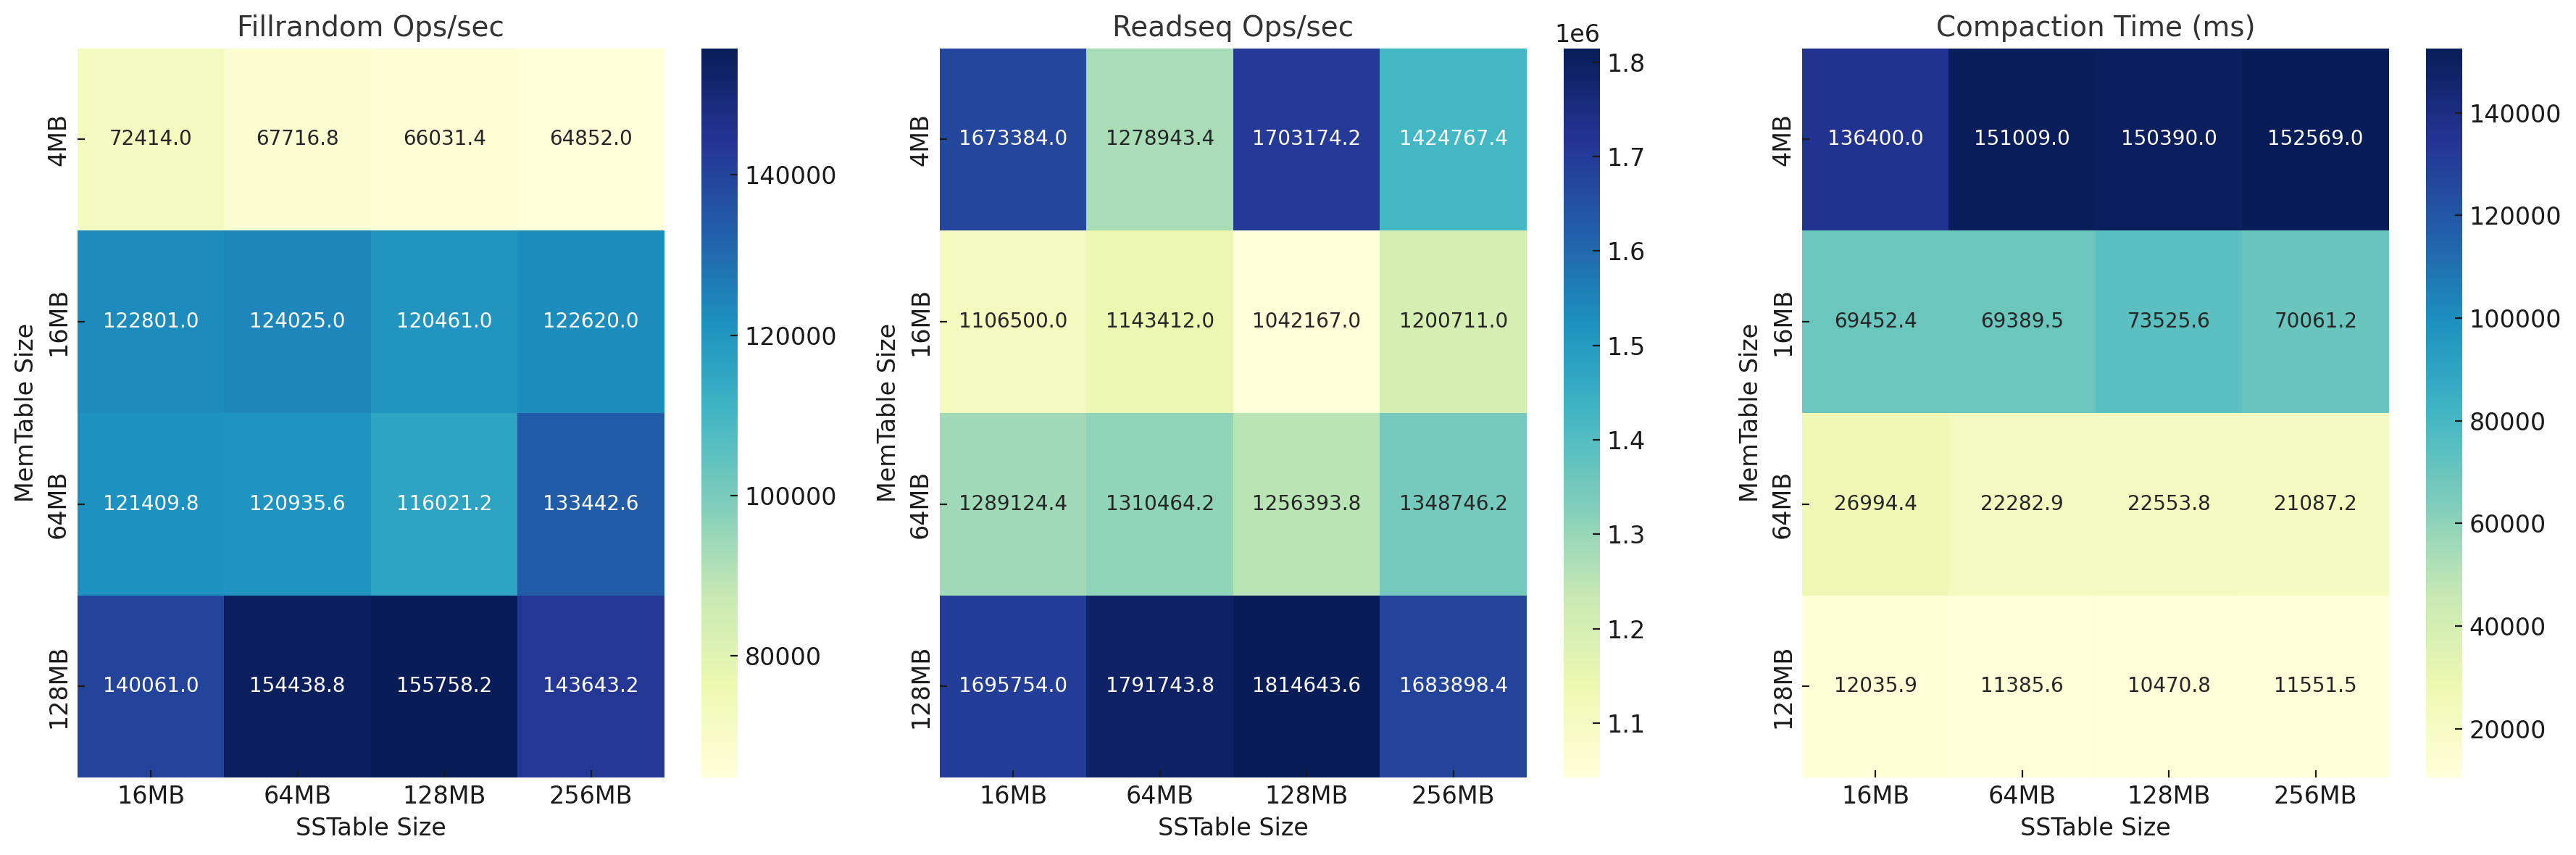 Fillrandom Ops/sec
MemTable Size
4MB
72414.0 67716.8 66031.4 64852.0
16MB
122801.0 124025.0 120461.0 122620.0
64MB
121409.8 120935.6 116021.2 133442.6
128MB
140061.0 154438.8 155758.2 143643.2
16MB 64MB 128MB 256MB
SSTable Size
140000
120000
100000
80000
Readseq Ops/sec
MemTable Size
4MB
1673384.0 1278943.4 1703174.2 1424767.4
16MB
1106500.0 1143412.0 1042167.0 1200711.0
64MB
1289124.4 1310464.2 1256393.8 1348746.2
128MB
1695754.0 1791743.8 1814643.6 1683898.4
16MB 64MB 128MB 256MB
SSTable Size
1e6
1.8
1.7
1.6
1.5
1.4
1.3
1.2
1.1
Compaction Time (ms)
MemTable Size
4MB
136400.0 151009.0 150390.0 152569.0
16MB
69452.4 69389.5 73525.6 70061.2
64MB
26994.4 22282.9 22553.8 21087.2
128MB
12035.9 11385.6 10470.8 11551.5
16MB 64MB 128MB 256MB
SSTable Size
140000
120000
100000
80000
60000
40000
20000